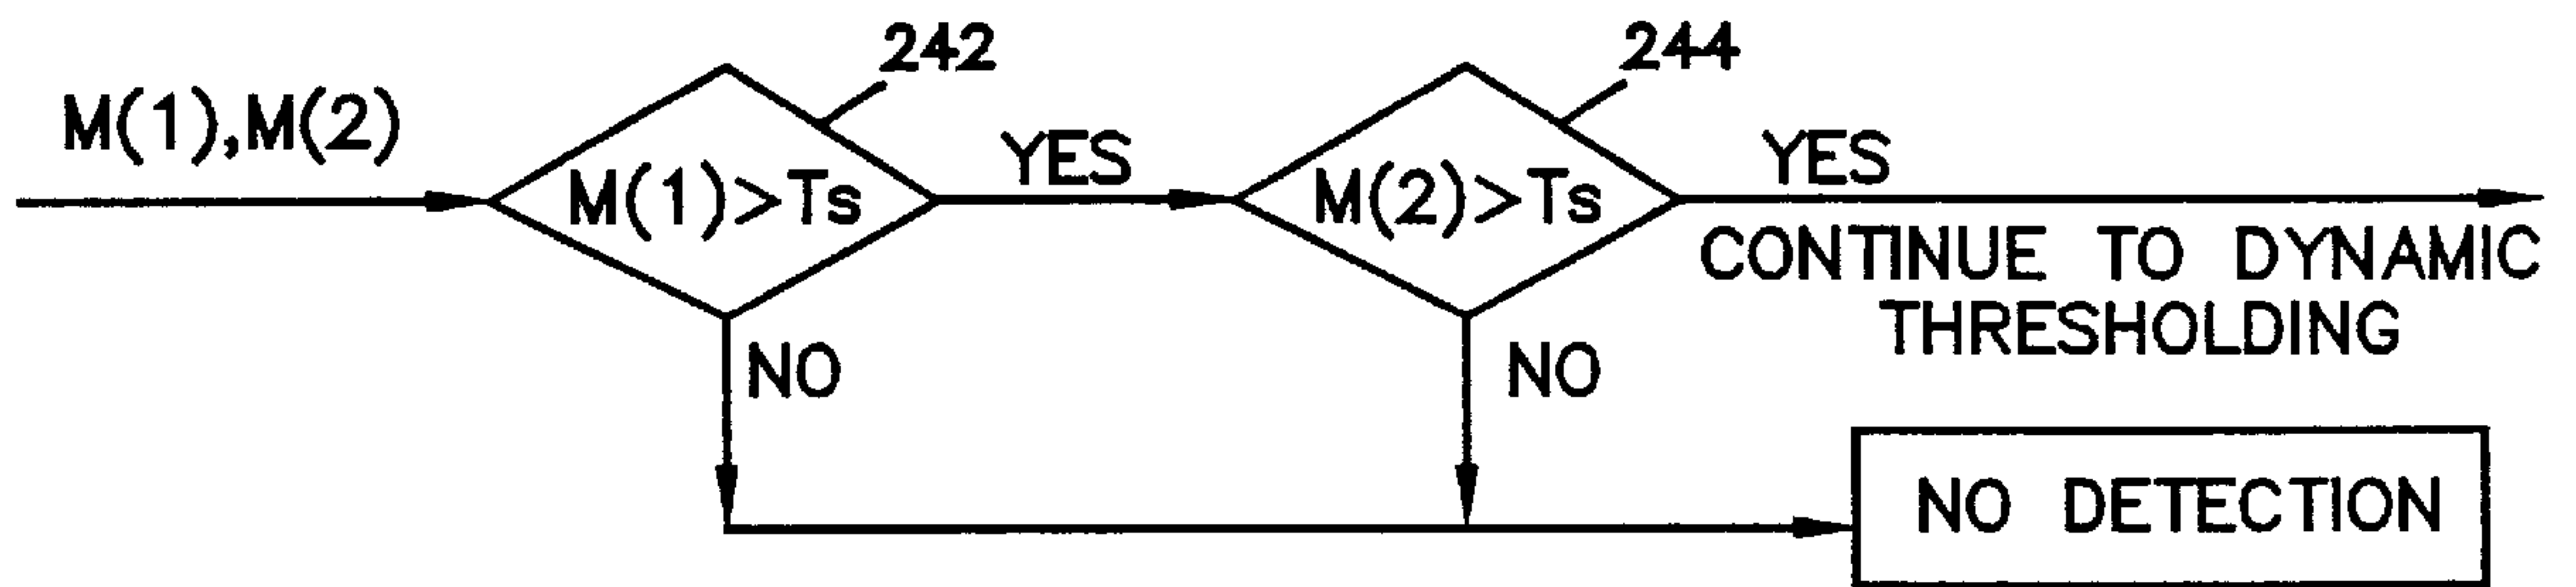 242
244
M(1),M(2)
YES
YES
M(1)>Ts
M(2)>Ts
CONTINUE TO DYNAMIC
THRESHOLDING
NO
NO
NO DETECTION